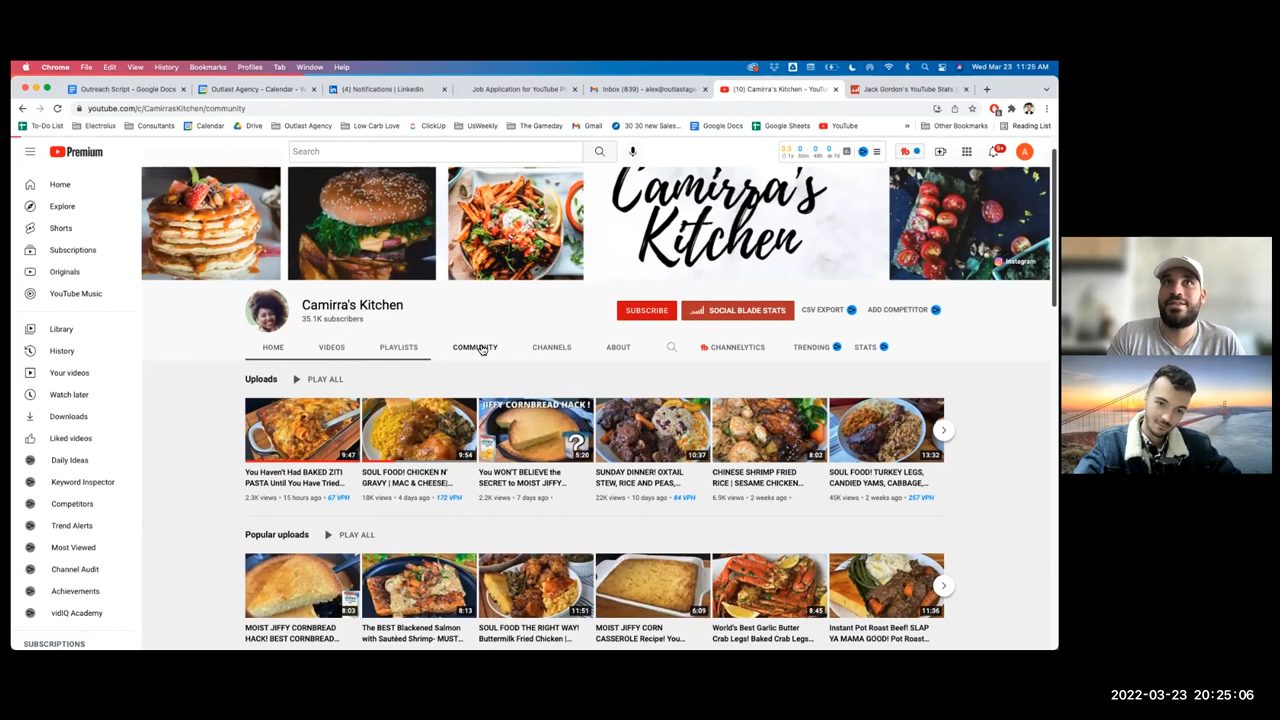 Chrome File Edit View History Bookmarks Profiles Tab Window Help Wed Mar 23 11:25 AM
Outreach Script - Google Docs Outlast Agency - Calendar - W (4) Notifications | LinkedIn Job Application for YouTube P Inbox (839) - alex@outlastage (10) Camirra's Kitchen - YouTu Jack Gordon's YouTube Stats (
youtube.com/c/CamirrasKitchen/community
To-Do List Electrolux Consultants Calendar Drive Outlast Agency Low Carb Love ClickUp UsWeekly The Gameday Gmail 30 30 new Sales... Google Docs Google Sheets YouTube » Other Bookmarks Reading List
Premium
Search
0.3 0 0 0
1y 60m 48h 7d
9+
A
Home
Explore
Shorts
Subscriptions
Originals
YouTube Music
Library
History
Your videos
Watch later
Downloads
Liked videos
Daily Ideas
Keyword Inspector
Competitors
Trend Alerts
Most Viewed
Channel Audit
Achievements
vidIQ Academy
SUBSCRIPTIONS
Camirra's
Kitchen
Instagram
Camirra's Kitchen
35.1K subscribers
SUBSCRIBE SOCIAL BLADE STATS CSV EXPORT ADD COMPETITOR
HOME VIDEOS PLAYLISTS COMMUNITY CHANNELS ABOUT CHANNELYTICS TRENDING STATS
Uploads PLAY ALL
JIFFY CORNBREAD HACK!
?
9:47 9:54 5:20 10:37 8:02 13:32
You Haven't Had BAKED ZITI
PASTA Until You Have Tried...
2.3K views • 15 hours ago • 67 VPH
SOUL FOOD! CHICKEN N'
GRAVY | MAC & CHEESE|...
18K views • 4 days ago • 172 VPH
You WON'T BELIEVE the
SECRET to MOIST JIFFY...
2.2K views • 7 days ago •
SUNDAY DINNER! OXTAIL
STEW, RICE AND PEAS,...
22K views • 10 days ago • 84 VPH
CHINESE SHRIMP FRIED
RICE | SESAME CHICKEN...
6.9K views • 2 weeks ago •
SOUL FOOD! TURKEY LEGS,
CANDIED YAMS, CABBAGE,...
45K views • 2 weeks ago • 257 VPH
Popular uploads PLAY ALL
8:03 8:13 11:51 6:09 8:45 11:36
MOIST JIFFY CORNBREAD
HACK! BEST CORNBREAD...
The BEST Blackened Salmon
with Sautéed Shrimp- MUST...
SOUL FOOD THE RIGHT WAY!
Buttermilk Fried Chicken |...
MOIST JIFFY CORN
CASSEROLE Recipe! You...
World's Best Garlic Butter
Crab Legs! Baked Crab Legs...
Instant Pot Roast Beef! SLAP
YA MAMA GOOD! Pot Roast...
2022-03-23 20:25:06